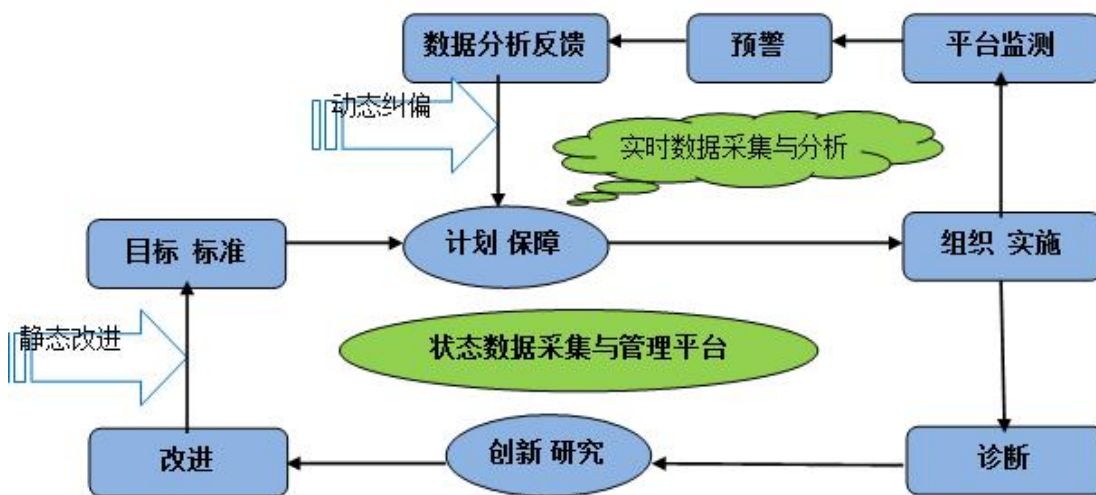 数据分析反馈
预警
平台监测
动态纠偏
实时数据采集与分析
目标 标准
计划 保障
组织 实施
静态改进
状态数据采集与管理平台
改进
创新 研究
诊断